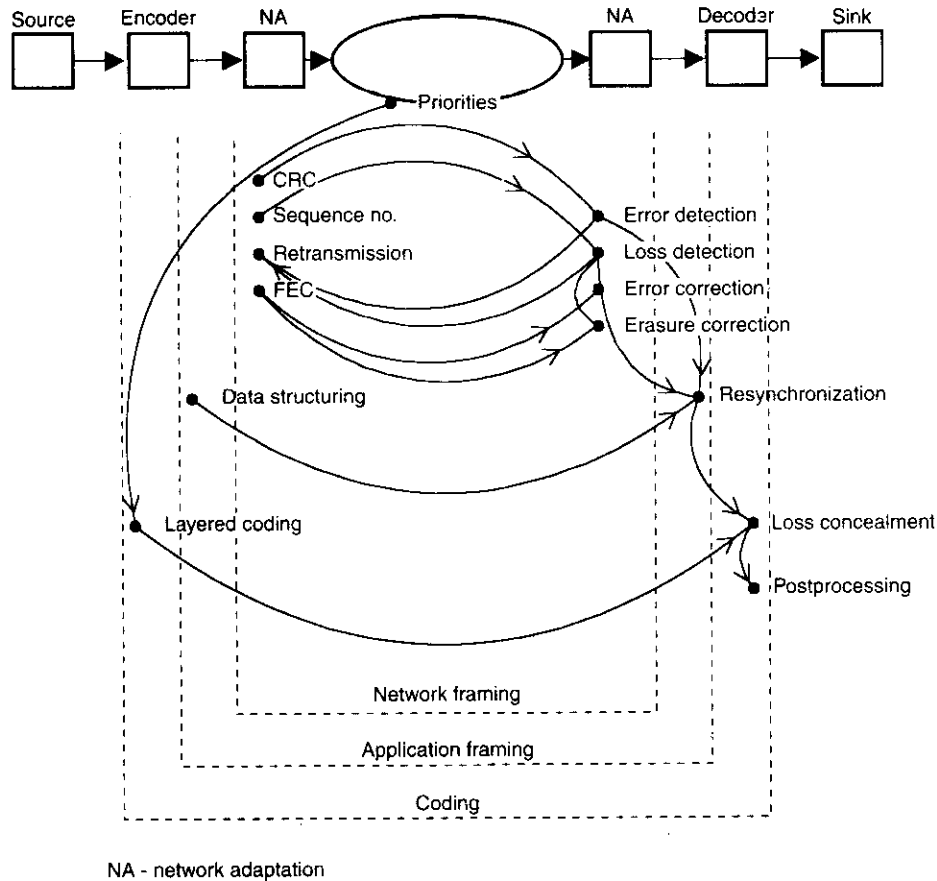 Source
Encoder
NA
NA
Decoder
Sink
Priorities
CRC
Sequence no.
Retransmission
FEC
Error detection
Loss detection
Error correction
Erasure correction
Data structuring
Resynchronization
Layered coding
Loss concealment
Postprocessing
Network framing
Application framing
Coding
NA - network adaptation